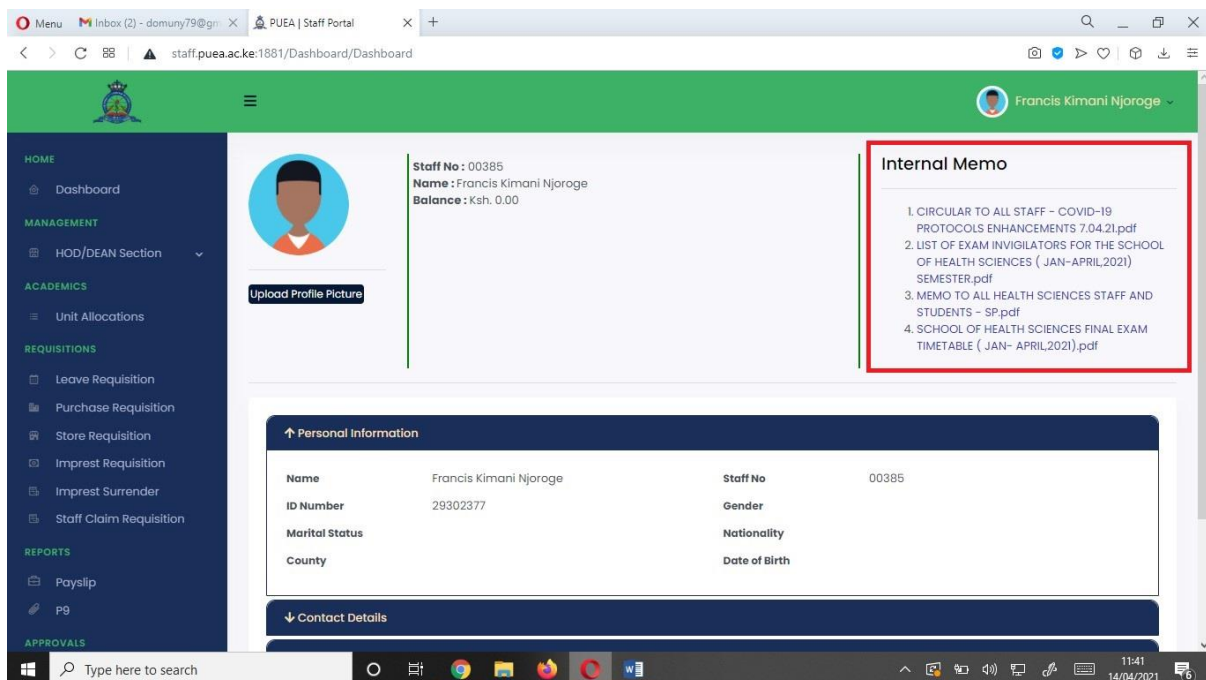 Menu
Inbox (2) - domuny79@gm
PUEA | Staff Portal
staff.puea.ac.ke:1881/Dashboard/Dashboard
Francis Kimani Njoroge
HOME
Dashboard
MANAGEMENT
HOD/DEAN Section
ACADEMICS
Unit Allocations
REQUISITIONS
Leave Requisition
Purchase Requisition
Store Requisition
Imprest Requisition
Imprest Surrender
Staff Claim Requisition
REPORTS
Payslip
P9
APPROVALS
Upload Profile Picture
Staff No : 00385
Name : Francis Kimani Njoroge
Balance : Ksh. 0.00
Internal Memo
1. CIRCULAR TO ALL STAFF - COVID-19
PROTOCOLS ENHANCEMENTS 7.04.21.pdf
2. LIST OF EXAM INVIGILATORS FOR THE SCHOOL
OF HEALTH SCIENCES ( JAN-APRIL,2021)
SEMESTER.pdf
3. MEMO TO ALL HEALTH SCIENCES STAFF AND
STUDENTS - SP.pdf
4. SCHOOL OF HEALTH SCIENCES FINAL EXAM
TIMETABLE ( JAN- APRIL,2021).pdf
Personal Information
Name Francis Kimani Njoroge Staff No 00385
ID Number 29302377 Gender
Marital Status Nationality
County Date of Birth
Contact Details
Type here to search
11:41
14/04/2021